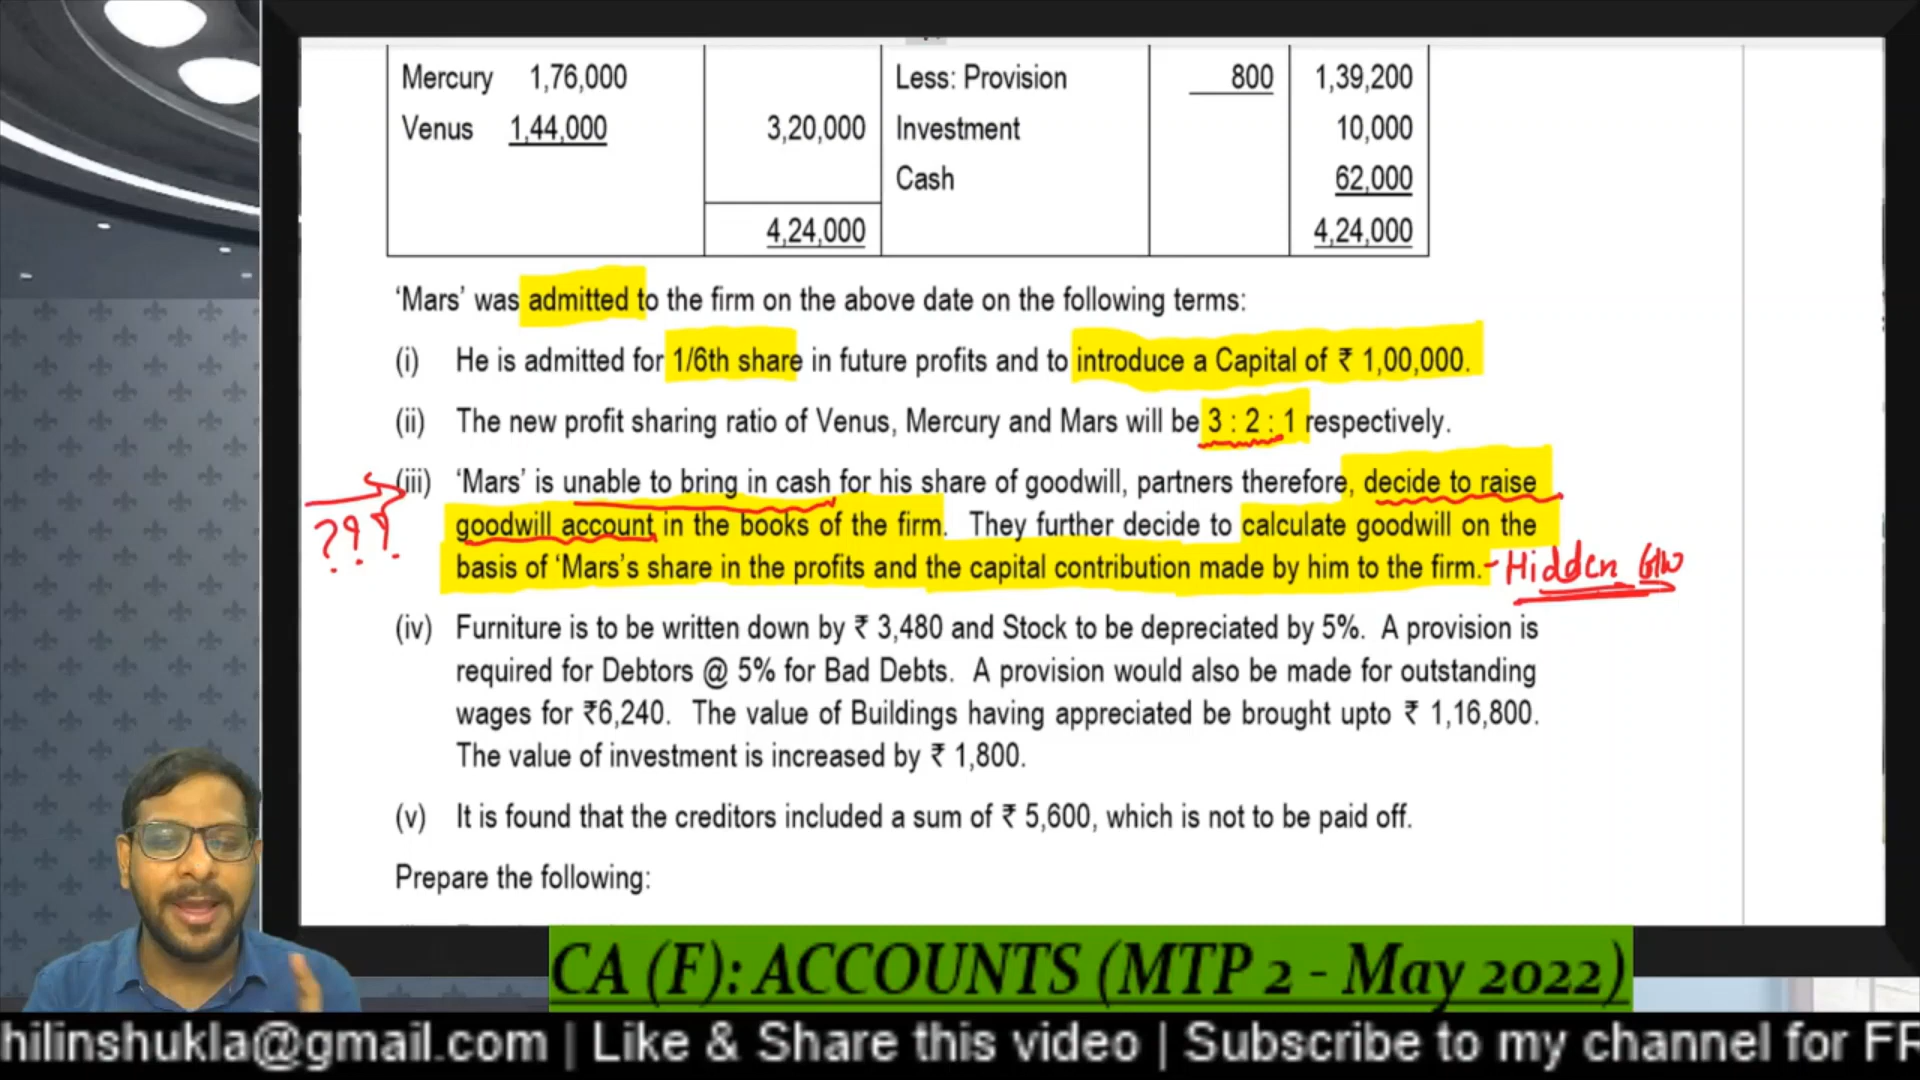 Mercury 1,76,000 Less: Provision 800 1,39,200
Venus 1,44,000 3,20,000 Investment 10,000
Cash 62,000
4,24,000 4,24,000
‘Mars’ was admitted to the firm on the above date on the following terms:
(i) He is admitted for 1/6th share in future profits and to introduce a Capital of ₹ 1,00,000.
(ii) The new profit sharing ratio of Venus, Mercury and Mars will be 3 : 2 : 1 respectively.
(iii) ‘Mars’ is unable to bring in cash for his share of goodwill, partners therefore, decide to raise
goodwill account in the books of the firm. They further decide to calculate goodwill on the
???
basis of ‘Mars’s share in the profits and the capital contribution made by him to the firm. - Hidden G/W
(iv) Furniture is to be written down by ₹ 3,480 and Stock to be depreciated by 5%. A provision is
required for Debtors @ 5% for Bad Debts. A provision would also be made for outstanding
wages for ₹6,240. The value of Buildings having appreciated be brought upto ₹ 1,16,800.
The value of investment is increased by ₹ 1,800.
(v) It is found that the creditors included a sum of ₹ 5,600, which is not to be paid off.
Prepare the following:
CA (F): ACCOUNTS (MTP 2 - May 2022)
hilinshukla@gmail.com | Like & Share this video | Subscribe to my channel for FR